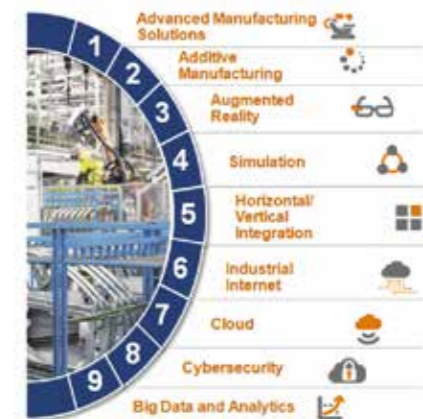 1
Advanced Manufacturing
Solutions
2
Additive
Manufacturing
3
Augmented
Reality
4
Simulation
5
Horizontal/
Vertical
Integration
6
Industrial
Internet
7
Cloud
8
Cybersecurity
9
Big Data and Analytics